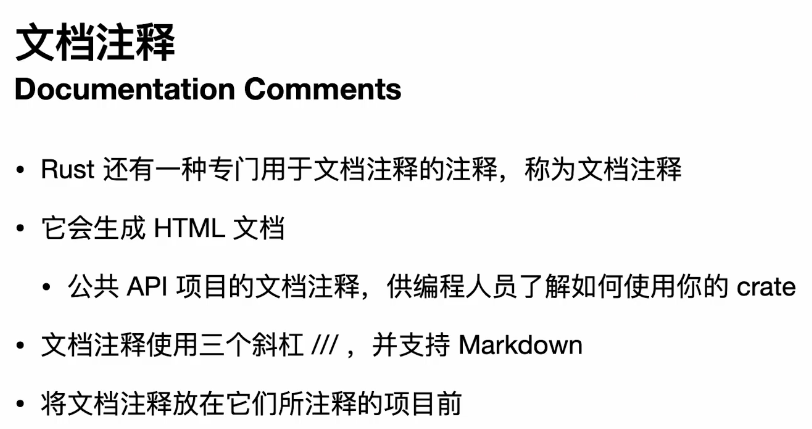 文档注释
Documentation Comments
• Rust 还有一种专门用于文档注释的注释，称为文档注释
• 它会生成 HTML 文档
• 公共 API 项目的文档注释，供编程人员了解如何使用你的 crate
• 文档注释使用三个斜杠 /// ，并支持 Markdown
• 将文档注释放在它们所注释的项目前